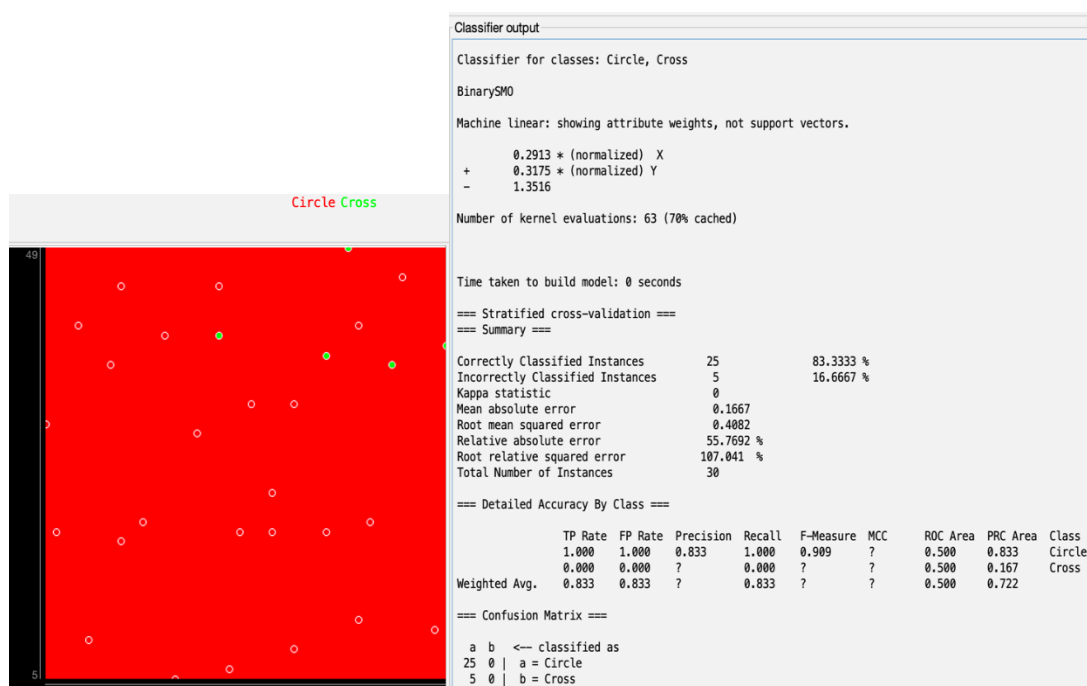 Circle Cross
49
5
Classifier output
Classifier for classes: Circle, Cross
BinarySMO
Machine linear: showing attribute weights, not support vectors.
0.2913 * (normalized) X
+ 0.3175 * (normalized) Y
- 1.3516
Number of kernel evaluations: 63 (70% cached)
Time taken to build model: 0 seconds
=== Stratified cross-validation ===
=== Summary ===
Correctly Classified Instances 25 83.3333 %
Incorrectly Classified Instances 5 16.6667 %
Kappa statistic 0
Mean absolute error 0.1667
Root mean squared error 0.4082
Relative absolute error 55.7692 %
Root relative squared error 107.041 %
Total Number of Instances 30
=== Detailed Accuracy By Class ===
TP Rate FP Rate Precision Recall F-Measure MCC ROC Area PRC Area Class
1.000 1.000 0.833 1.000 0.909 ? 0.500 0.833 Circle
0.000 0.000 ? 0.000 ? ? 0.500 0.167 Cross
Weighted Avg. 0.833 0.833 ? 0.833 ? ? 0.500 0.722
=== Confusion Matrix ===
a b <-- classified as
25 0 | a = Circle
5 0 | b = Cross